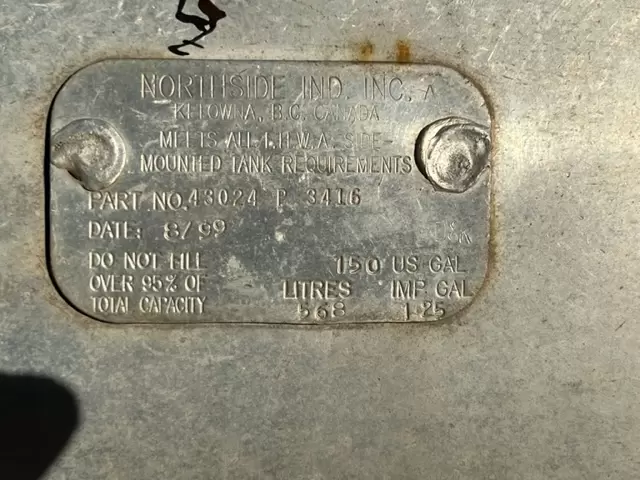 NORTHSIDE IND. INC.
KELOWNA, B.C. CANADA
MEETS ALL F.H.W.A. SIDE-
MOUNTED TANK REQUIREMENTS
PART NO. 43024 P 3416
DATE: 8/99
DO NOT FILL 150 US GAL
OVER 95% OF LITRES IMP GAL
TOTAL CAPACITY 568 125